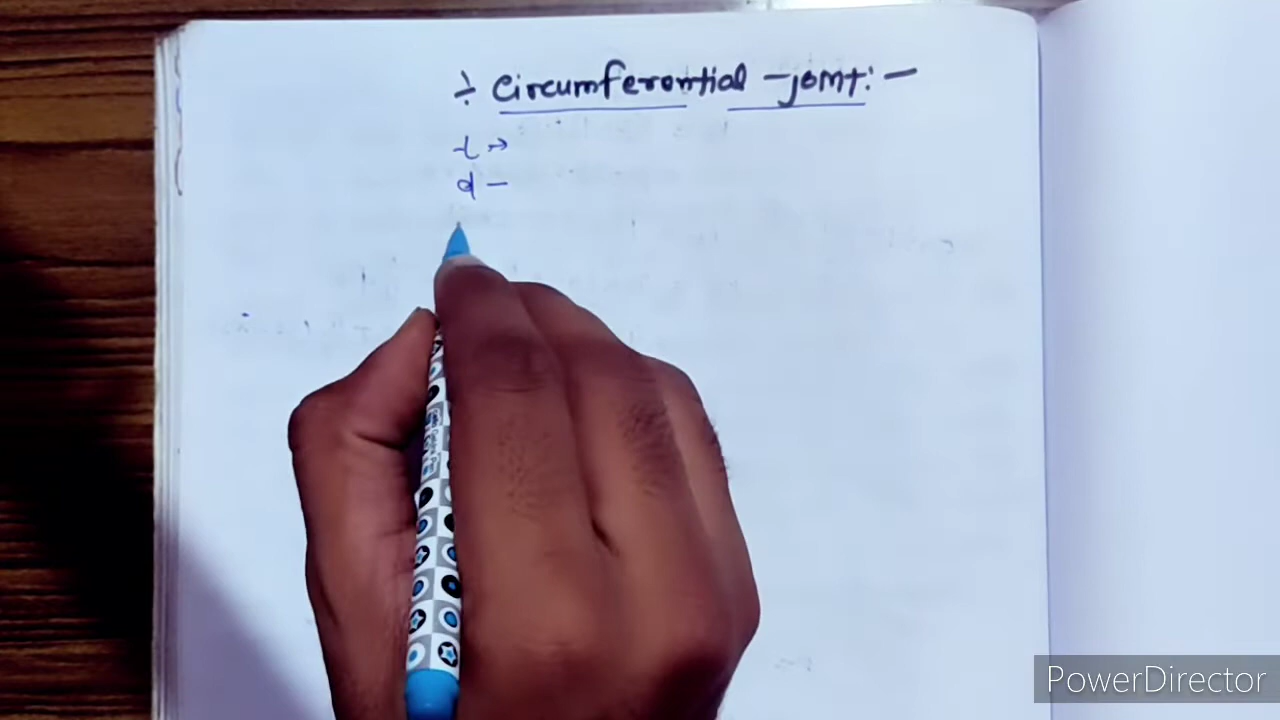 ÷ Circumferential -joint: -
t →
d -
PowerDirector